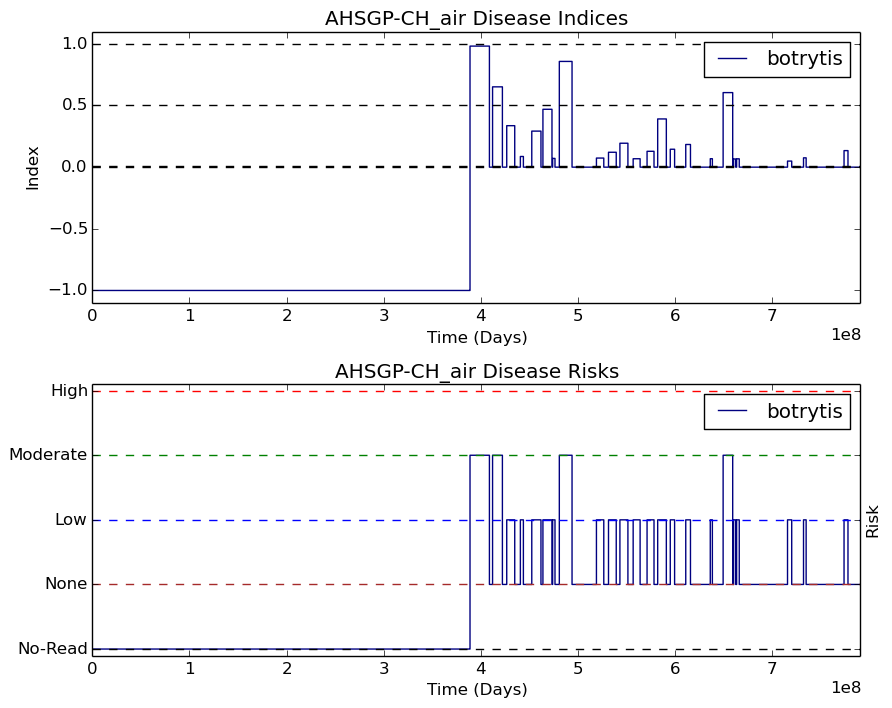 AHSGP-CH_air Disease Indices
1.0
0.5
0.0
−0.5
−1.0
Index
botrytis
0 1 2 3 4 5 6 7
1e8
Time (Days)
AHSGP-CH_air Disease Risks
High
Moderate
Low
None
No-Read
botrytis
Risk
0 1 2 3 4 5 6 7
1e8
Time (Days)